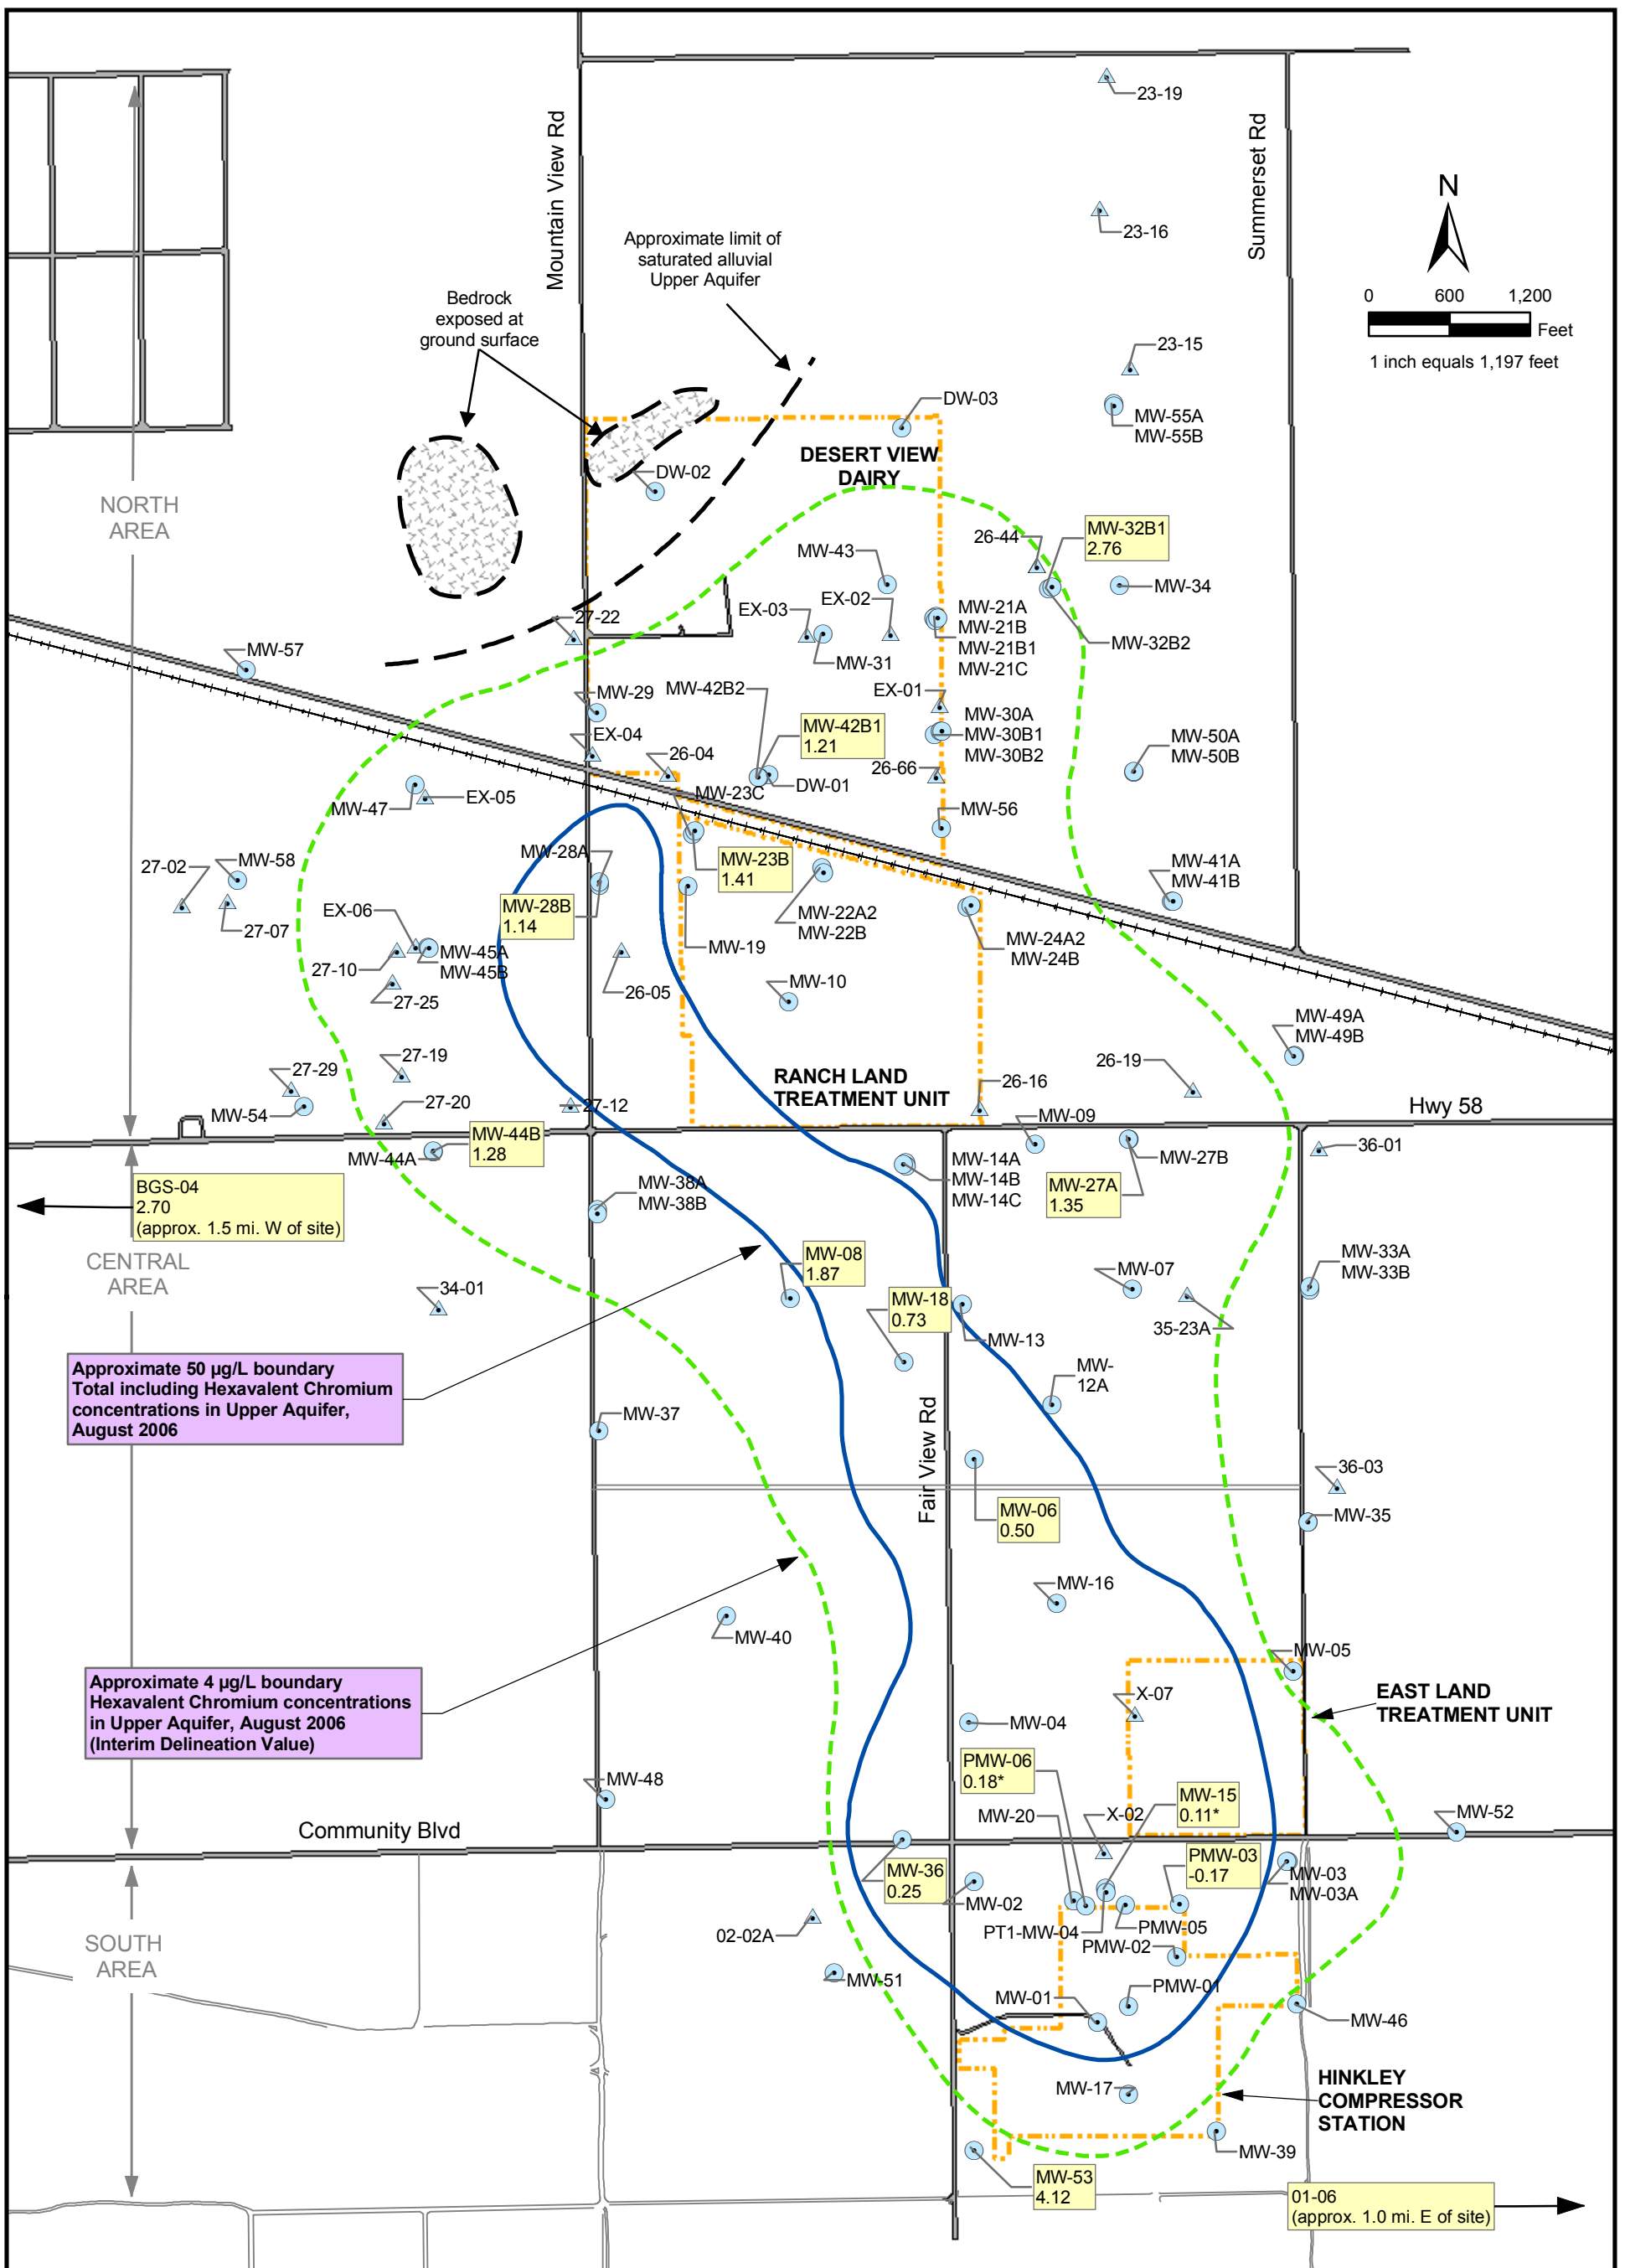 23-19
Mountain View Rd
Summerset Rd
N
23-16
Approximate limit of
saturated alluvial
Upper Aquifer
Bedrock
exposed at
ground surface
0 600 1,200
Feet
1 inch equals 1,197 feet
23-15
DW-03
MW-55A
MW-55B
DESERT VIEW
DAIRY
DW-02
NORTH
AREA
MW-32B1
2.76
26-44
MW-43
MW-34
EX-02
EX-03
MW-21A
MW-21B
MW-21B1
MW-21C
27-22
MW-32B2
MW-57
MW-31
MW-29
MW-42B2
EX-01
MW-30A
MW-30B1
MW-30B2
MW-42B1
1.21
EX-04
26-04
26-66
MW-50A
MW-50B
DW-01
MW-23C
EX-05
MW-47
MW-56
MW-28A
MW-23B
1.41
27-02
MW-58
MW-41A
MW-41B
MW-28B
1.14
EX-06
27-07
MW-22A2
MW-22B
MW-19
MW-24A2
MW-24B
MW-45A
MW-45B
27-10
MW-10
26-05
27-25
MW-49A
MW-49B
27-19
26-19
27-29
RANCH LAND
TREATMENT UNIT
26-16
MW-54
27-20
27-12
Hwy 58
MW-09
MW-44B
1.28
MW-44A
MW-27B
36-01
MW-14A
MW-14B
MW-14C
MW-27A
1.35
BGS-04
2.70
(approx. 1.5 mi. W of site)
MW-38A
MW-38B
CENTRAL
AREA
MW-08
1.87
MW-33A
MW-33B
MW-07
34-01
MW-18
0.73
35-23A
MW-13
Approximate 50 µg/L boundary
Total including Hexavalent Chromium
concentrations in Upper Aquifer,
August 2006
MW-
12A
MW-37
Fair View Rd
36-03
MW-06
0.50
MW-35
MW-16
MW-40
MW-05
Approximate 4 µg/L boundary
Hexavalent Chromium concentrations
in Upper Aquifer, August 2006
(Interim Delineation Value)
EAST LAND
TREATMENT UNIT
X-07
MW-04
PMW-06
0.18*
MW-48
MW-15
0.11*
MW-20
X-02
MW-52
Community Blvd
PMW-03
-0.17
MW-36
0.25
MW-03
MW-03A
MW-02
PMW-05
PT1-MW-04
02-02A
PMW-02
SOUTH
AREA
MW-51
PMW-01
MW-01
MW-46
MW-17
HINKLEY
COMPRESSOR
STATION
MW-39
MW-53
4.12
01-06
(approx. 1.0 mi. E of site)